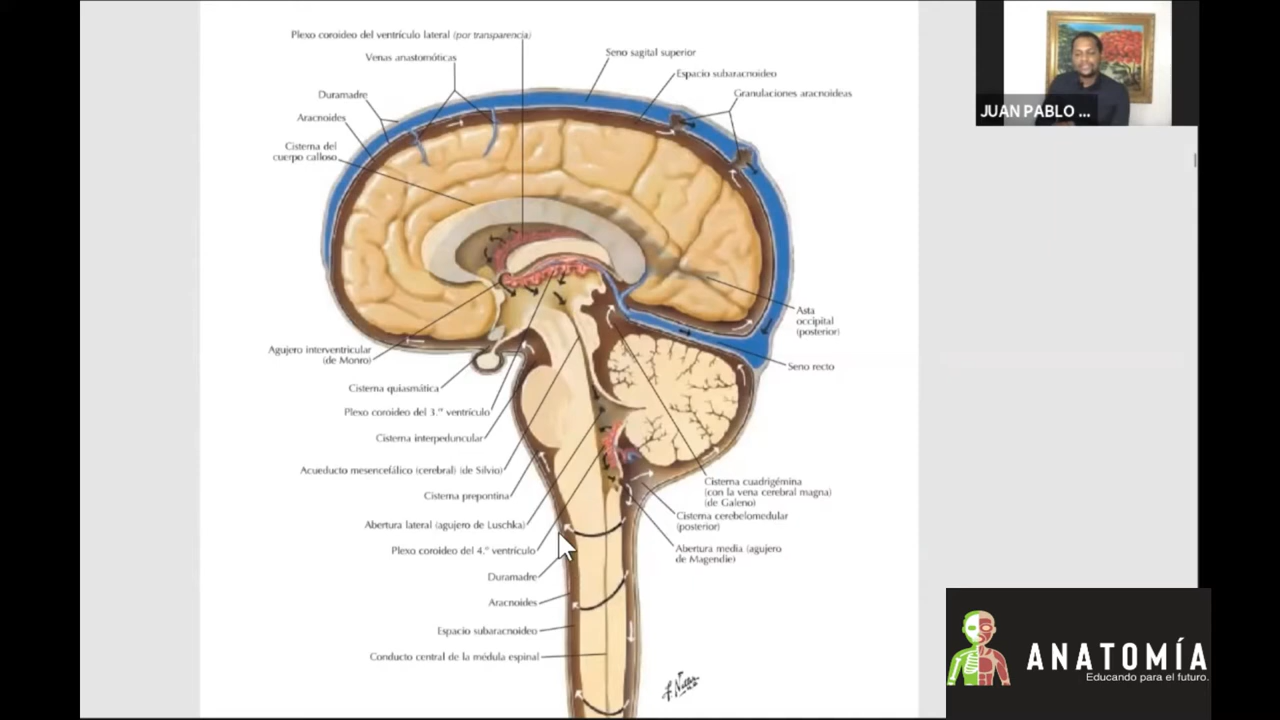 Plexo coroideo del ventrículo lateral (por transparencia)
Venas anastomóticas
Duramadre
Aracnoides
Cisterna del
cuerpo calloso
Seno sagital superior
Espacio subaracnoideo
Granulaciones aracnoideas
JUAN PABLO ...
Asta
occipital
(posterior)
Seno recto
Agujero interventricular
(de Monro)
Cisterna quiasmática
Plexo coroideo del 3.er ventrículo
Cisterna interpeduncular
Acueducto mesencefálico (cerebral) (de Silvio)
Cisterna prepontina
Abertura lateral (agujero de Luschka)
Plexo coroideo del 4.º ventrículo
Duramadre
Aracnoides
Espacio subaracnoideo
Conducto central de la médula espinal
Cisterna cuadrigémina
(con la vena cerebral magna)
(de Galeno)
Cisterna cerebelomedular
(posterior)
Abertura media (agujero
de Magendie)
F. Netter
ANATOMÍA
Educando para el futuro.